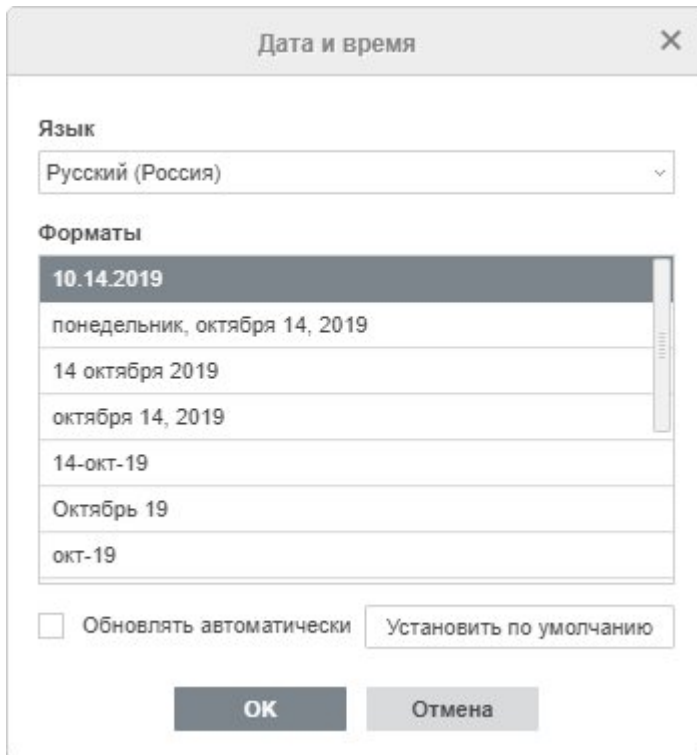 Дата и время
Язык
Русский (Россия)
Форматы
10.14.2019
понедельник, октября 14, 2019
14 октября 2019
октября 14, 2019
14-окт-19
Октябрь 19
окт-19
Обновлять автоматически
Установить по умолчанию
ОК
Отмена